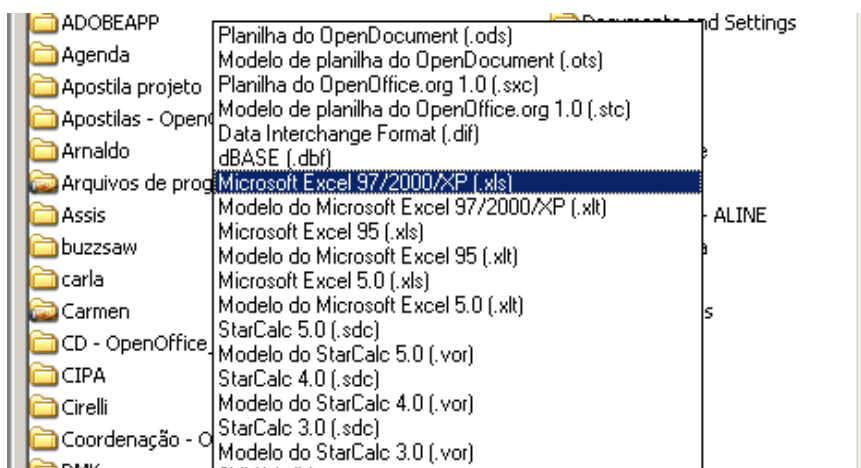 ADOBEAPP
Agenda
Apostila projeto
Apostilas - Open
Arnaldo
Arquivos de prog
Assis
buzzsaw
carla
Carmen
CD - OpenOffice_
CIPA
Cirelli
Coordenação - O
Planilha do OpenDocument (.ods)
Modelo de planilha do OpenDocument (.ots)
Planilha do OpenOffice.org 1.0 (.sxc)
Modelo de planilha do OpenOffice.org 1.0 (.stc)
Data Interchange Format (.dif)
dBASE (.dbf)
Microsoft Excel 97/2000/XP (.xls)
Modelo do Microsoft Excel 97/2000/XP (.xlt)
Microsoft Excel 95 (.xls)
Modelo do Microsoft Excel 95 (.xlt)
Microsoft Excel 5.0 (.xls)
Modelo do Microsoft Excel 5.0 (.xlt)
StarCalc 5.0 (.sdc)
Modelo do StarCalc 5.0 (.vor)
StarCalc 4.0 (.sdc)
Modelo do StarCalc 4.0 (.vor)
StarCalc 3.0 (.sdc)
Modelo do StarCalc 3.0 (.vor)
Documents and Settings
- ALINE
s